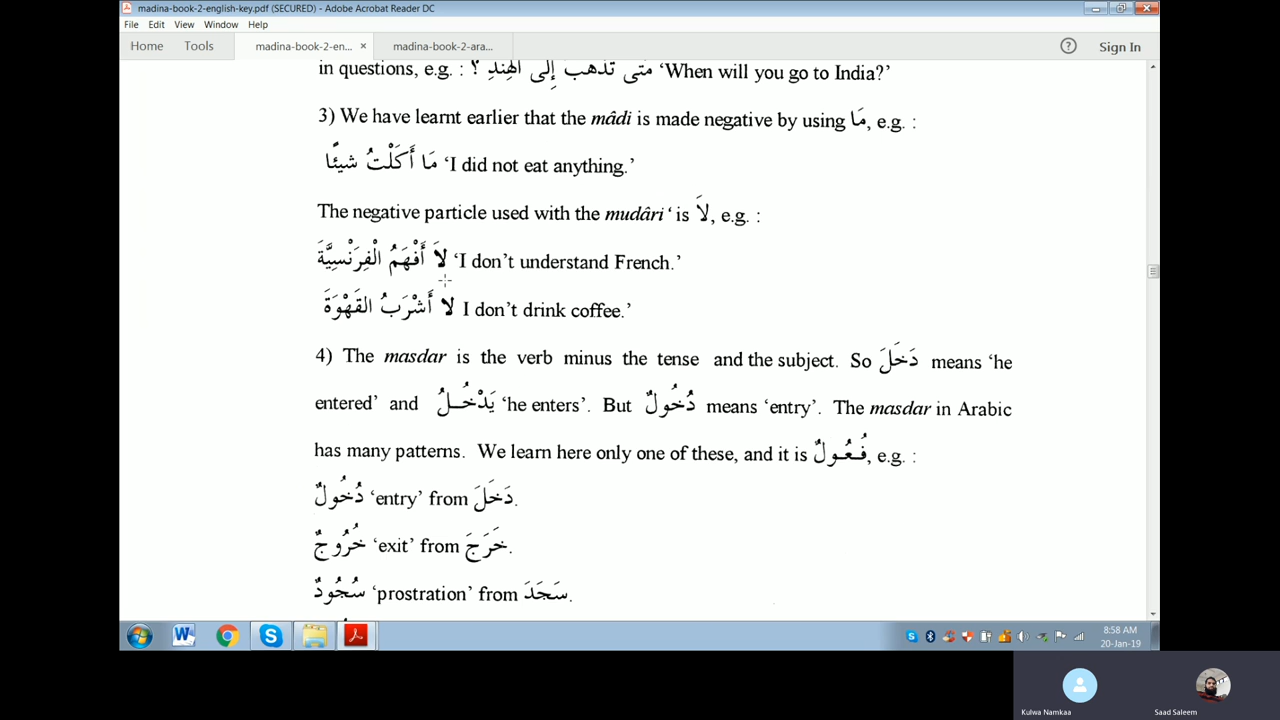 madina-book-2-english-key.pdf (SECURED) - Adobe Acrobat Reader DC
File Edit View Window Help
Home Tools madina-book-2-en... × madina-book-2-ara... ? Sign In
in questions, e.g. : مَتَى تَذْهَبُ إِلَى الْهِنْدِ ؟ ‘When will you go to India?’
3) We have learnt earlier that the mâdi is made negative by using مَا, e.g. :
مَا أَكَلْتُ شيئًا ‘I did not eat anything.’
The negative particle used with the mudâri‘ is لاَ, e.g. :
لاَ أَفْهَمُ الْفِرَنْسِيَّةَ ‘I don’t understand French.’
لا أَشْرَبُ القَهْوَةَ I don’t drink coffee.’
4) The masdar is the verb minus the tense and the subject. So دَخَلَ means ‘he
entered’ and يَدْخُـلُ ‘he enters’. But دُخُولٌ means ‘entry’. The masdar in Arabic
has many patterns. We learn here only one of these, and it is فُـعُـولٌ, e.g. :
دُخُولٌ ‘entry’ from دَخَلَ.
خُرُوجٌ ‘exit’ from خَرَجَ.
سُجُودٌ ‘prostration’ from سَجَدَ.
8:58 AM
20-Jan-19
Kulwa Namkaa Saad Saleem